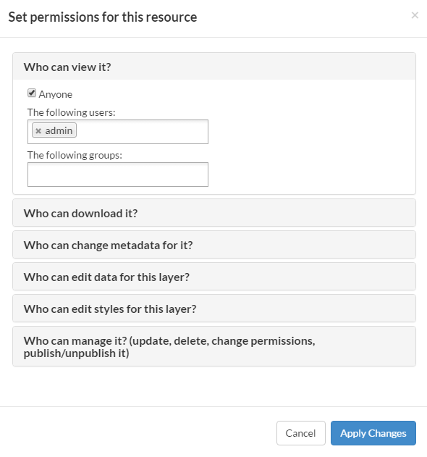 Set permissions for this resource ×
Who can view it?
Anyone
The following users:
× admin
The following groups:
Who can download it?
Who can change metadata for it?
Who can edit data for this layer?
Who can edit styles for this layer?
Who can manage it? (update, delete, change permissions,
publish/unpublish it)
Cancel Apply Changes